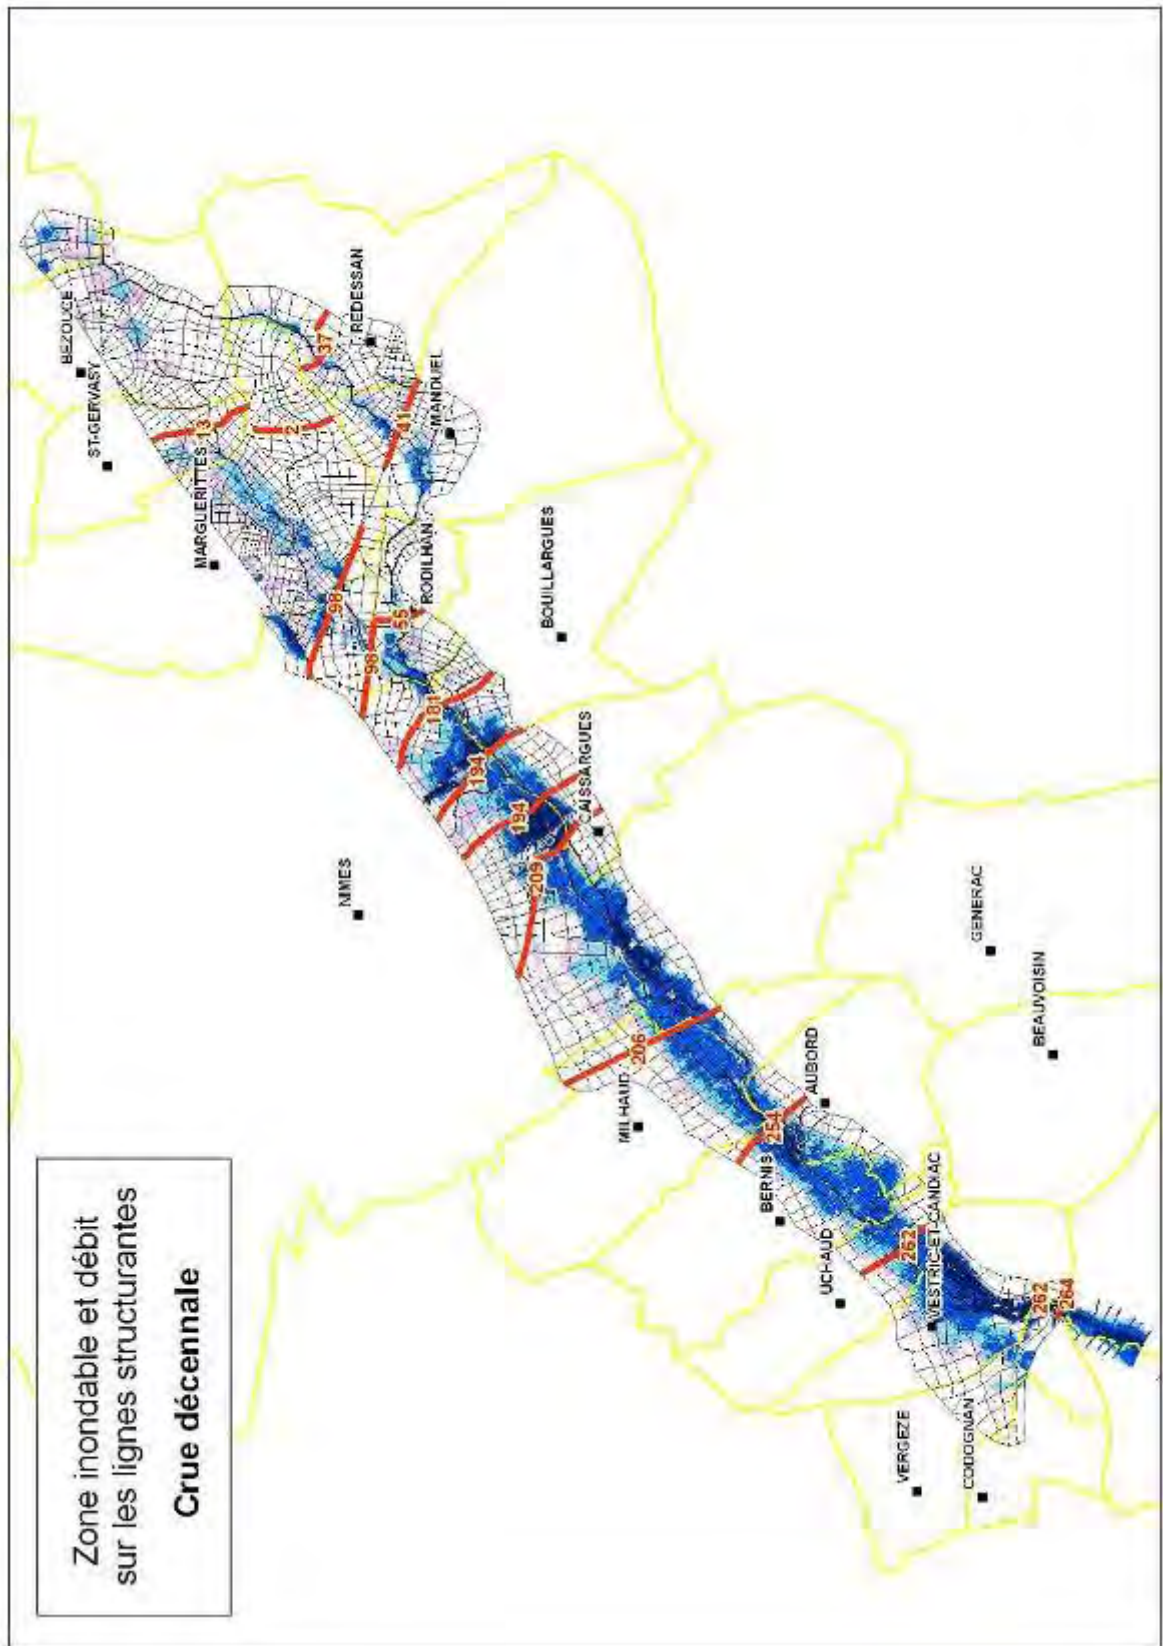 Zone inondable et débit
sur les lignes structurantes
Crue décennale
BEZOUCE
ST-GERVASY
MARGUERITTES
13
2
37
REDESSAN
41
MANDUEL
98
98
55
RODILHAN
BOUILLARGUES
181
194
194
CAISSARGUES
209
NIMES
206
MILHAUD
254
AUBORD
BERNIS
GENERAC
BEAUVOISIN
UCHAUD
262
VESTRIC-ET-CANDIAC
262
264
VERGEZE
CODOGNAN